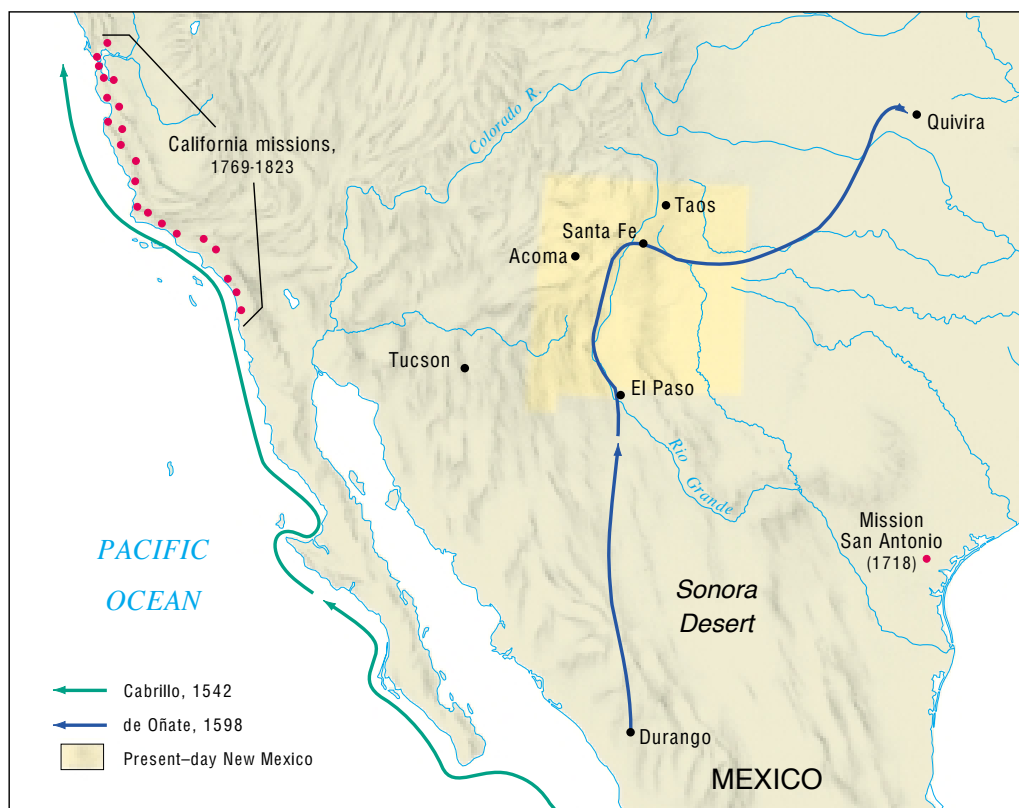 California missions,
1769-1823
Colorado R.
Quivira
Taos
Santa Fe
Acoma
Tucson
El Paso
Rio
Grande
Mission
San Antonio
(1718)
PACIFIC
OCEAN
Sonora
Desert
Cabrillo, 1542
de Oñate, 1598
Present–day New Mexico
Durango
MEXICO